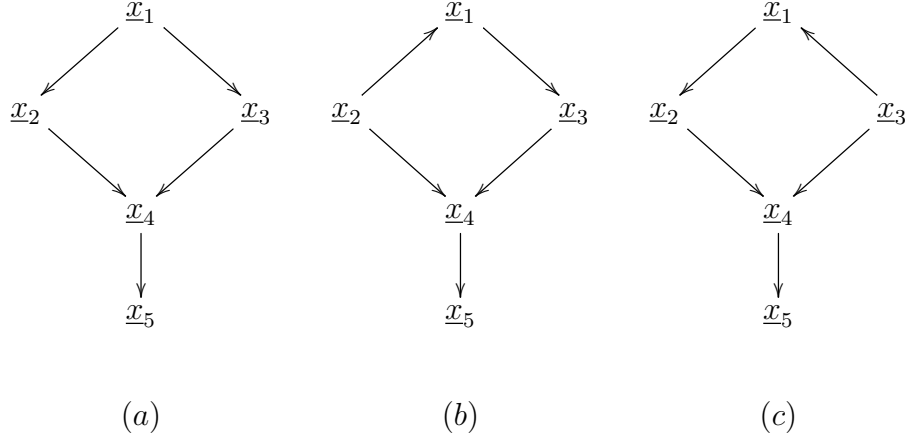 x₁ x₁ x₁
x₂ x₃ x₂ x₃ x₂ x₃
x₄ x₄ x₄
x₅ x₅ x₅
(a) (b) (c)